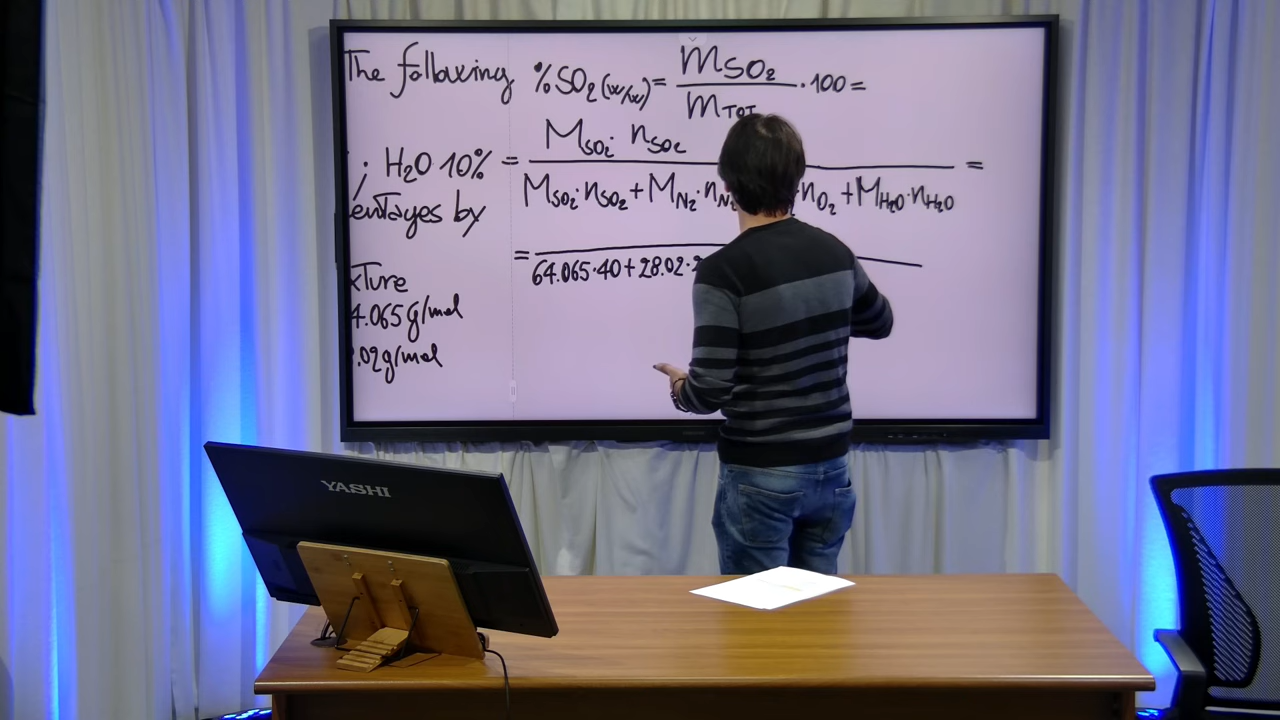 The following
; H₂O 10%
entages by
xture
4.065 g/mol
.02 g/mol
%SO₂ (w/w) = mSO₂ / mTOT · 100 =
= MSO₂ · nSO₂ / MSO₂ · nSO₂ + MN₂ · nN₂ nO₂ + MH₂O · nH₂O =
= 64.065·40 + 28.02·2
YASHI